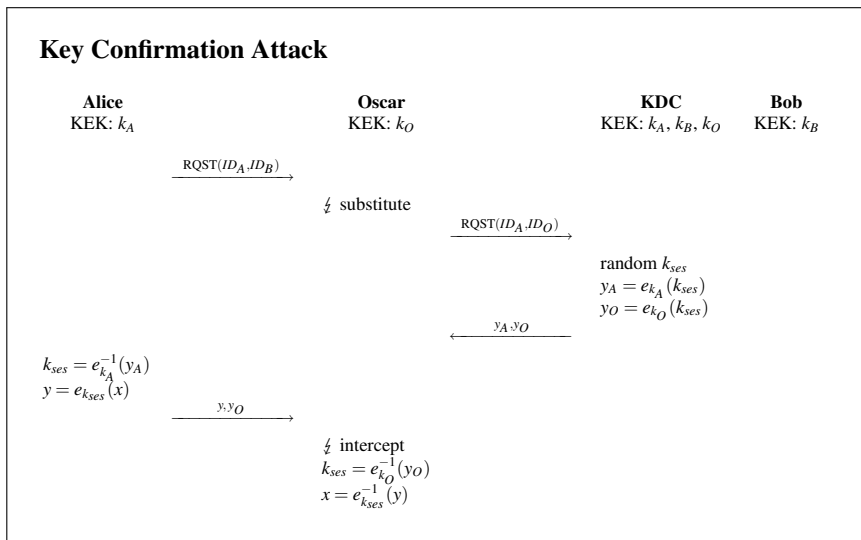 Key Confirmation Attack
Alice Oscar KDC Bob
KEK: k_A KEK: k_O KEK: k_A, k_B, k_O KEK: k_B
RQST(ID_A,ID_B)
↯ substitute
RQST(ID_A,ID_O)
random k_ses
y_A = e_{k_A}(k_ses)
y_O = e_{k_O}(k_ses)
y_A,y_O
k_ses = e^{-1}_{k_A}(y_A)
y = e_{k_ses}(x)
y,y_O
↯ intercept
k_ses = e^{-1}_{k_O}(y_O)
x = e^{-1}_{k_ses}(y)